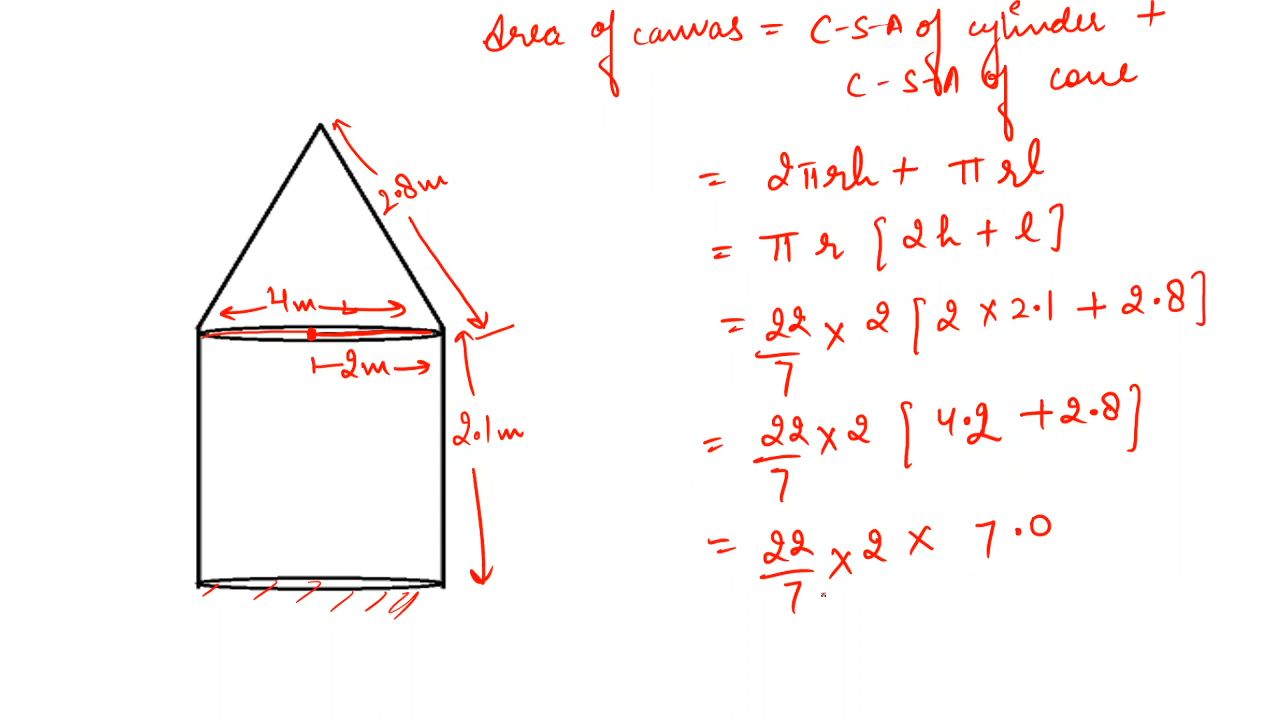 Area of canvas = C-S-A of cylinder +
C-S-A of cone
= 2πrh + πrl
= πr [2h + l]
= 22/7 × 2 [2 × 2.1 + 2.8]
= 22/7 × 2 [4.2 + 2.8]
= 22/7 × 2 × 7.0
2.8m
4m
2m
2.1m